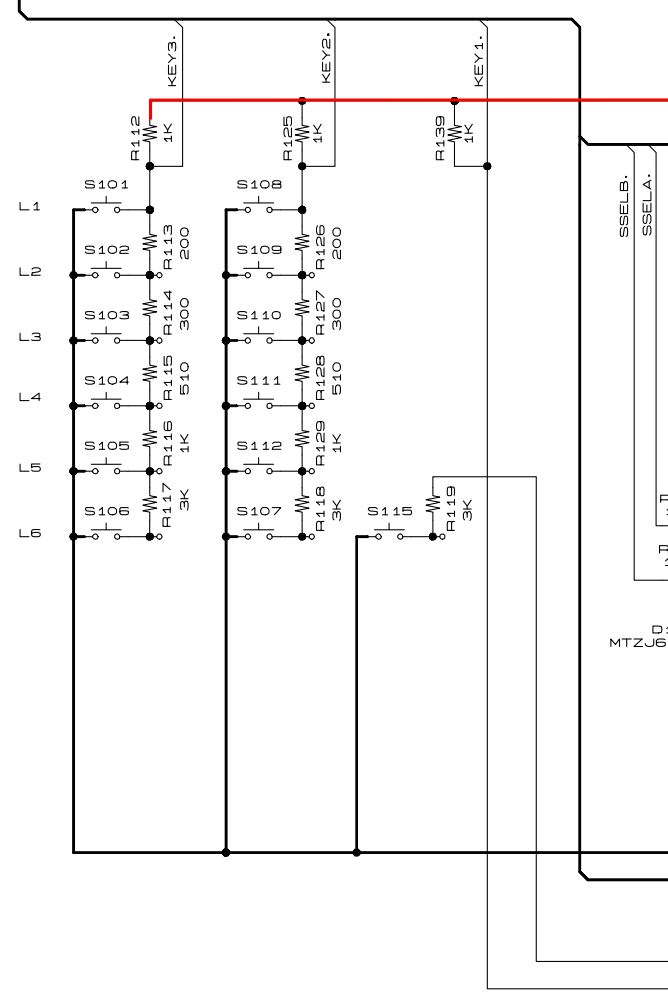 KEY3.
KEY2.
KEY1.
R112
1K
R125
1K
R139
1K
SSELB.
SSELA.
L1
S101
S108
R113
200
R126
200
L2
S102
S109
R114
300
R127
300
L3
S103
S110
R115
510
R128
510
L4
S104
S111
R116
1K
R129
1K
L5
S105
S112
R117
3K
R118
3K
R119
3K
L6
S106
S107
S115
R
R
D1
MTZJ6